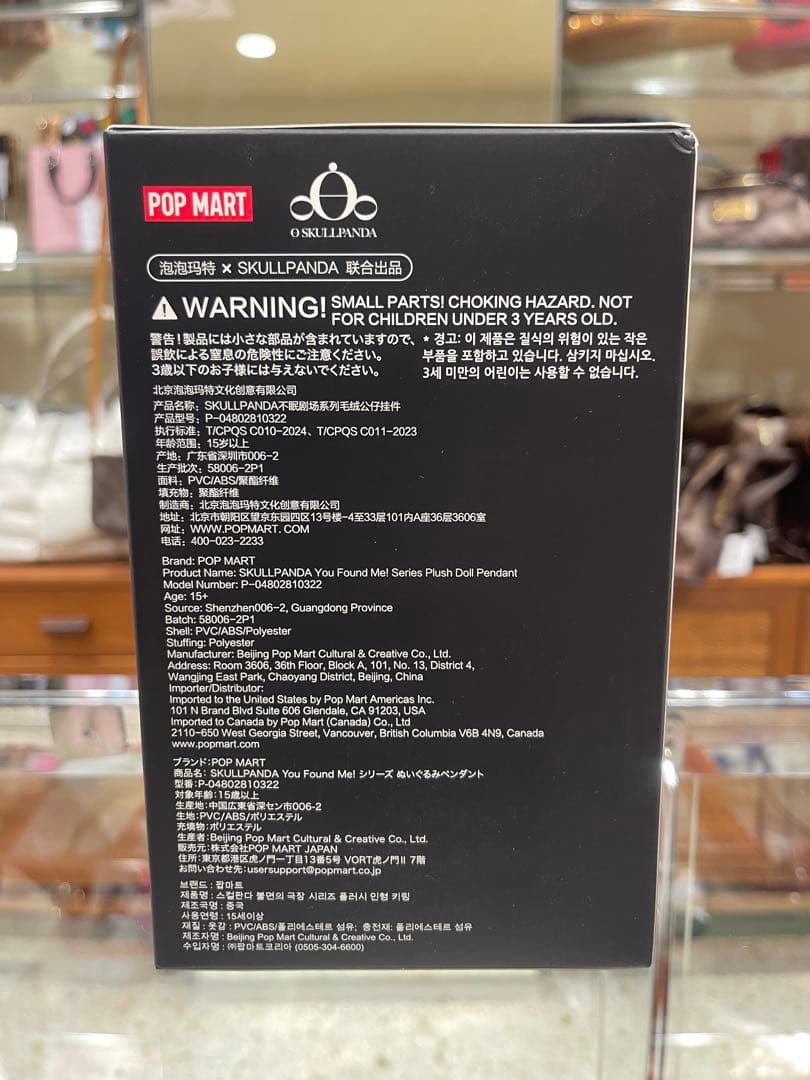 POP MART
SKULLPANDA
泡泡玛特 × SKULLPANDA 联合出品
WARNING! SMALL PARTS! CHOKING HAZARD. NOT
FOR CHILDREN UNDER 3 YEARS OLD.
警告!製品には小さな部品が含まれていますので、
誤飲による窒息の危険性にご注意ください。
3歳以下のお子様には与えないでください。
* 경고: 이 제품은 질식의 위험이 있는 작은
부품을 포함하고 있습니다. 삼키지 마십시오.
3세 미만의 어린이는 사용할 수 없습니다.
北京泡泡玛特文化创意有限公司
产品名称: SKULLPANDA不眠剧场系列毛绒公仔挂件
产品型号: P-04802810322
执行标准: T/CPQS C010-2024、T/CPQS C011-2023
年龄范围: 15岁以上
产地: 广东省深圳市006-2
生产批次: 58006-2P1
面料: PVC/ABS/聚酯纤维
填充物: 聚酯纤维
制造商: 北京泡泡玛特文化创意有限公司
地址: 北京市朝阳区望京东园四区13号楼-4至33层101内A座36层3606室
网址: WWW.POPMART. COM
电话: 400-023-2233
Brand: POP MART
Product Name: SKULLPANDA You Found Me! Series Plush Doll Pendant
Model Number: P-04802810322
Age: 15+
Source: Shenzhen006-2, Guangdong Province
Batch: 58006-2P1
Shell: PVC/ABS/Polyester
Stuffing: Polyester
Manufacturer: Beijing Pop Mart Cultural & Creative Co., Ltd.
Address: Room 3606, 36th Floor, Block A, 101, No. 13, District 4,
Wangjing East Park, Chaoyang District, Beijing, China
Importer/Distributor:
Imported to the United States by Pop Mart Americas Inc.
101 N Brand Blvd Suite 606 Glendale, CA 91203, USA
Imported to Canada by Pop Mart (Canada) Co., Ltd
2110-650 West Georgia Street, Vancouver, British Columbia V6B 4N9, Canada
www.popmart.com
ブランド:POP MART
商品名: SKULLPANDA You Found Me! シリーズ ぬいぐるみペンダント
型番:P-04802810322
対象年齢:15歳以上
生産地:中国広東省深セン市006-2
生地:PVC/ABS/ポリエステル
充填物:ポリエステル
生産者:Beijing Pop Mart Cultural & Creative Co., Ltd.
販売元:株式会社POP MART JAPAN
住所:東京都港区虎ノ門一丁目13番5号 VORT虎ノ門II 7階
お問い合わせ先:usersupport@popmart.co.jp
브랜드 : 팝마트
제품명 : 스컬판다 불면의 극장 시리즈 플러시 인형 키링
제조국명 : 중국
사용연령 : 15세이상
재질 : 옷감 : PVC/ABS/폴리에스테르 섬유; 충전재: 폴리에스테르 섬유
제조자명 : Beijing Pop Mart Cultural & Creative Co., Ltd.
수입자명 : ㈜팝마트코리아 (0505-304-6600)